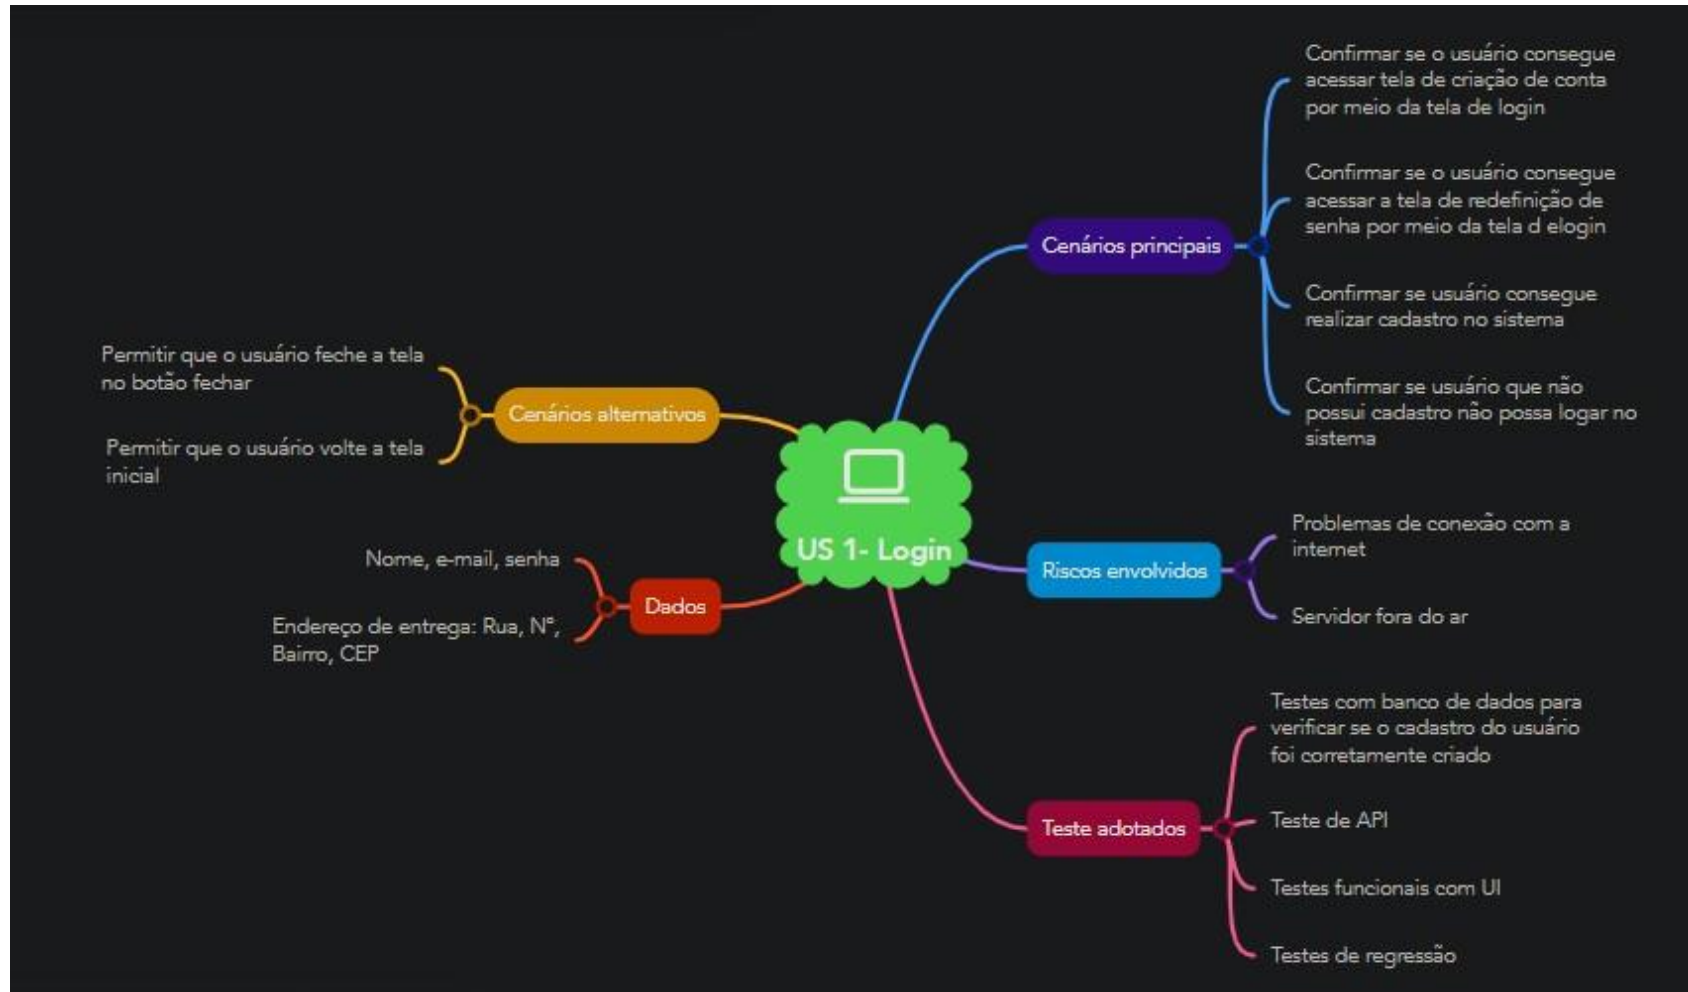 Confirmar se o usuário consegue
acessar tela de criação de conta
por meio da tela de login
Confirmar se o usuário consegue
acessar a tela de redefinição de
senha por meio da tela d elogin
Cenários principais
Confirmar se usuário consegue
realizar cadastro no sistema
Confirmar se usuário que não
possui cadastro não possa logar no
sistema
Permitir que o usuário feche a tela
no botão fechar
Cenários alternativos
Permitir que o usuário volte a tela
inicial
US 1- Login
Nome, e-mail, senha
Dados
Endereço de entrega: Rua, N°,
Bairro, CEP
Problemas de conexão com a
internet
Riscos envolvidos
Servidor fora do ar
Testes com banco de dados para
verificar se o cadastro do usuário
foi corretamente criado
Teste adotados
Teste de API
Testes funcionais com UI
Testes de regressão